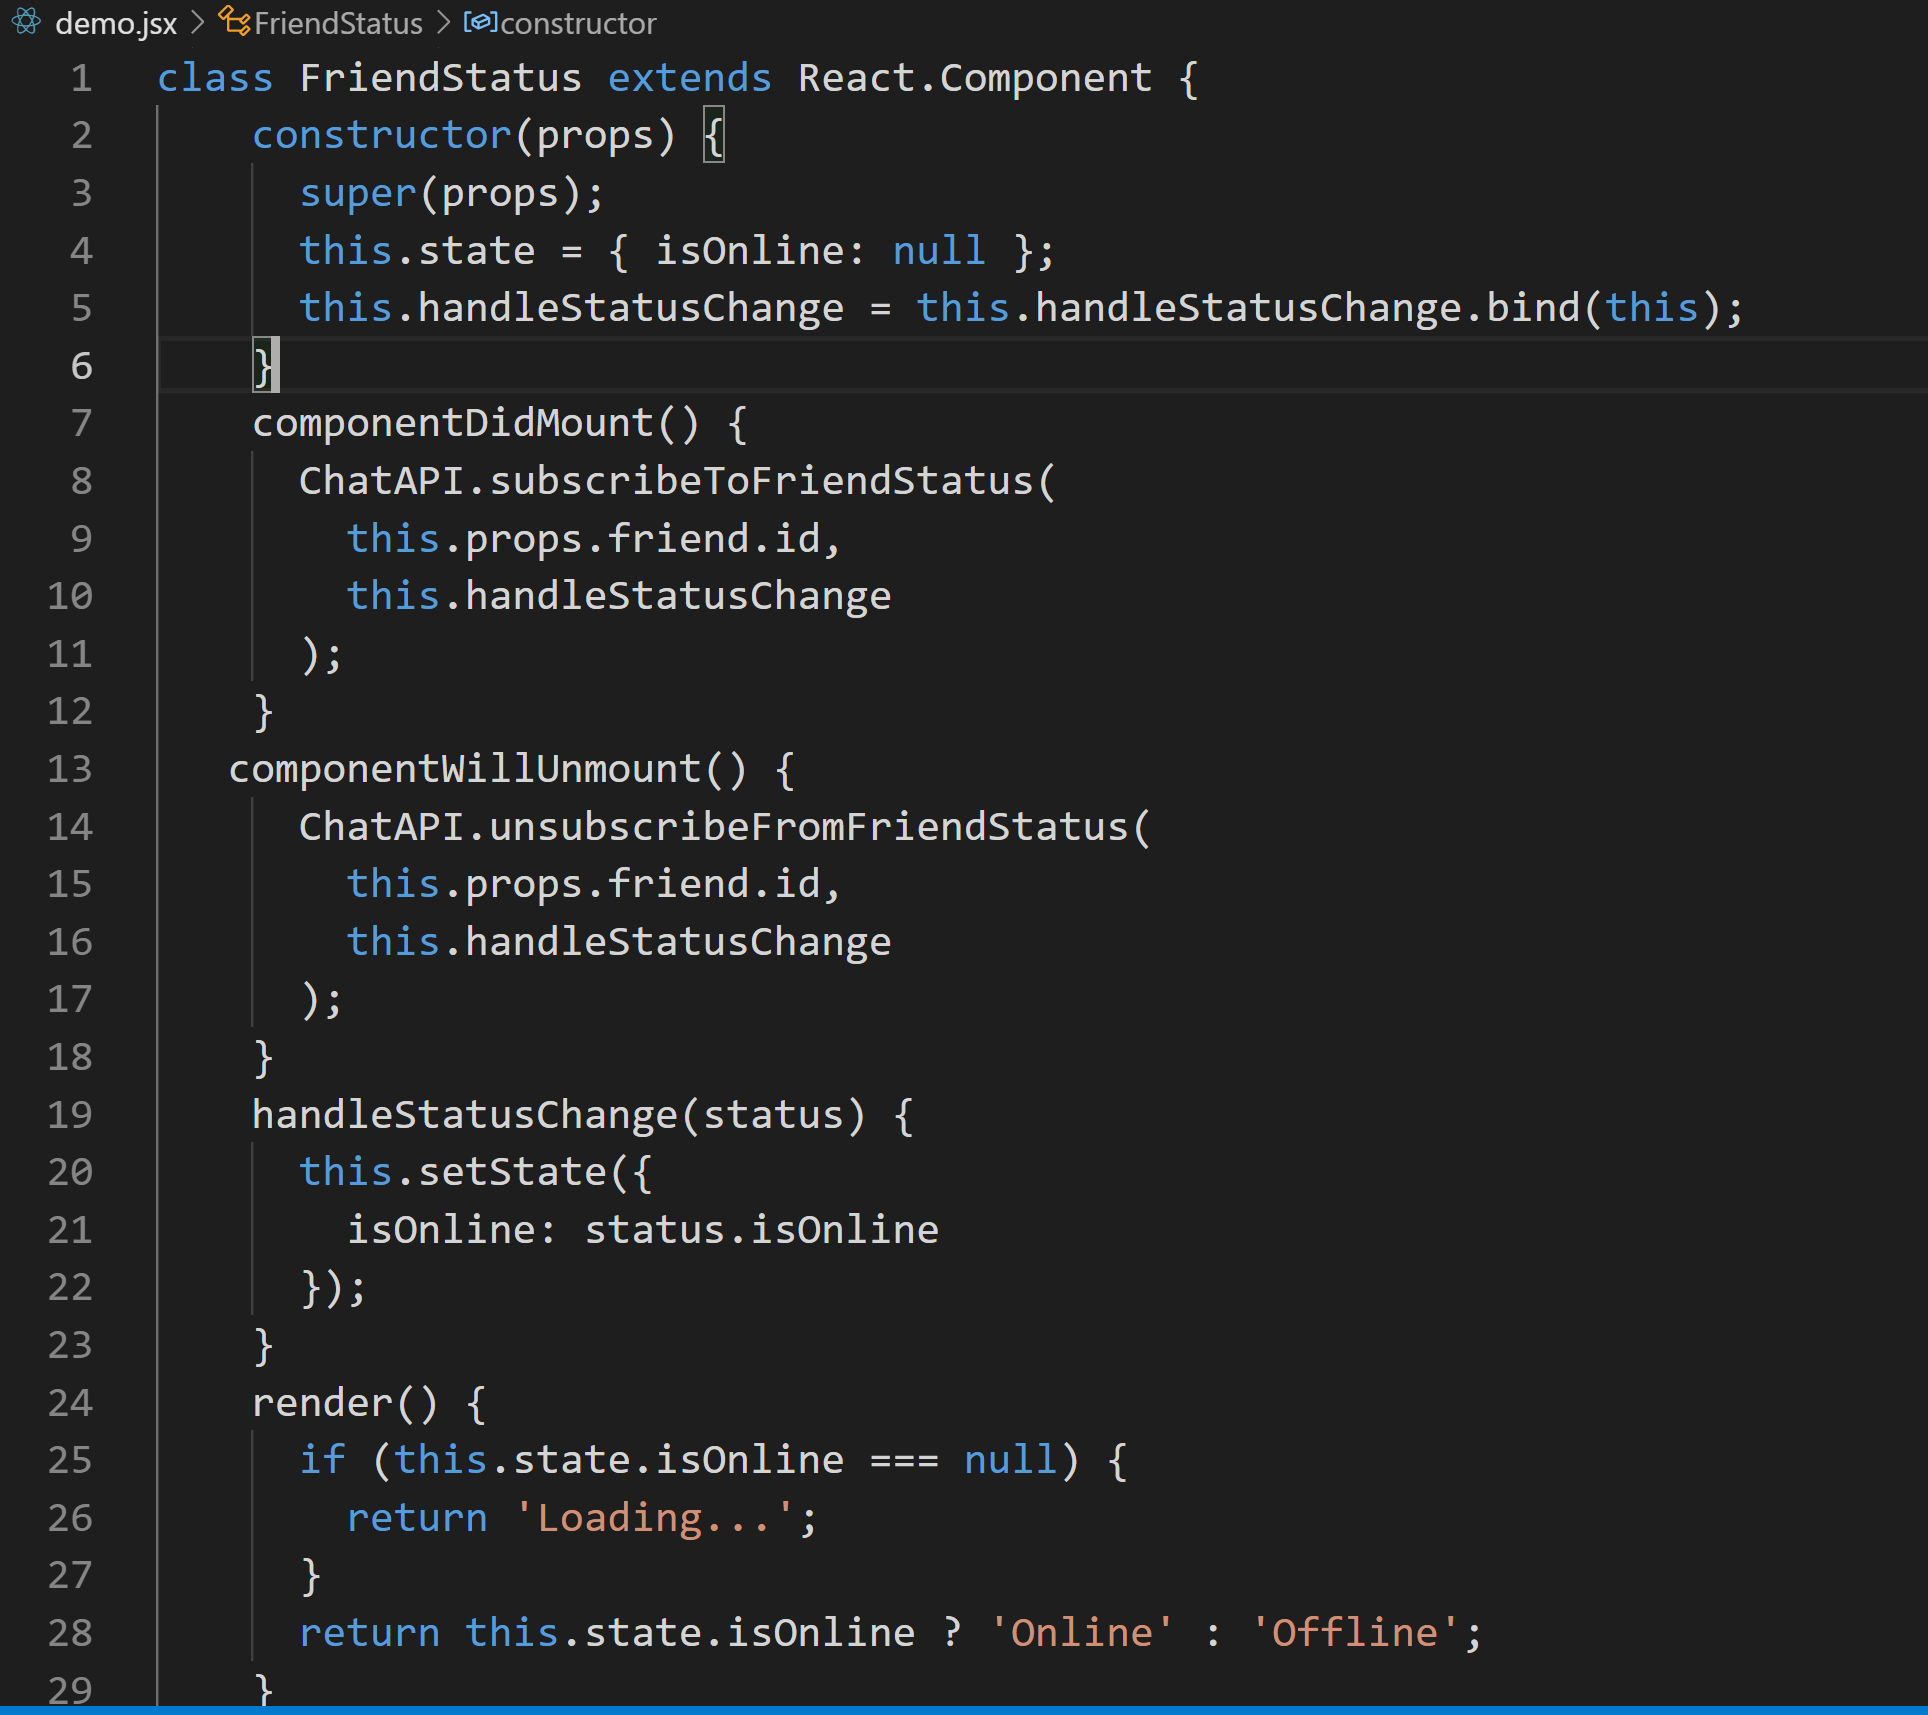 demo.jsx > FriendStatus > constructor
1 class FriendStatus extends React.Component {
2 constructor(props) {
3 super(props);
4 this.state = { isOnline: null };
5 this.handleStatusChange = this.handleStatusChange.bind(this);
6 }
7 componentDidMount() {
8 ChatAPI.subscribeToFriendStatus(
9 this.props.friend.id,
10 this.handleStatusChange
11 );
12 }
13 componentWillUnmount() {
14 ChatAPI.unsubscribeFromFriendStatus(
15 this.props.friend.id,
16 this.handleStatusChange
17 );
18 }
19 handleStatusChange(status) {
20 this.setState({
21 isOnline: status.isOnline
22 });
23 }
24 render() {
25 if (this.state.isOnline === null) {
26 return 'Loading...';
27 }
28 return this.state.isOnline ? 'Online' : 'Offline';
29 }